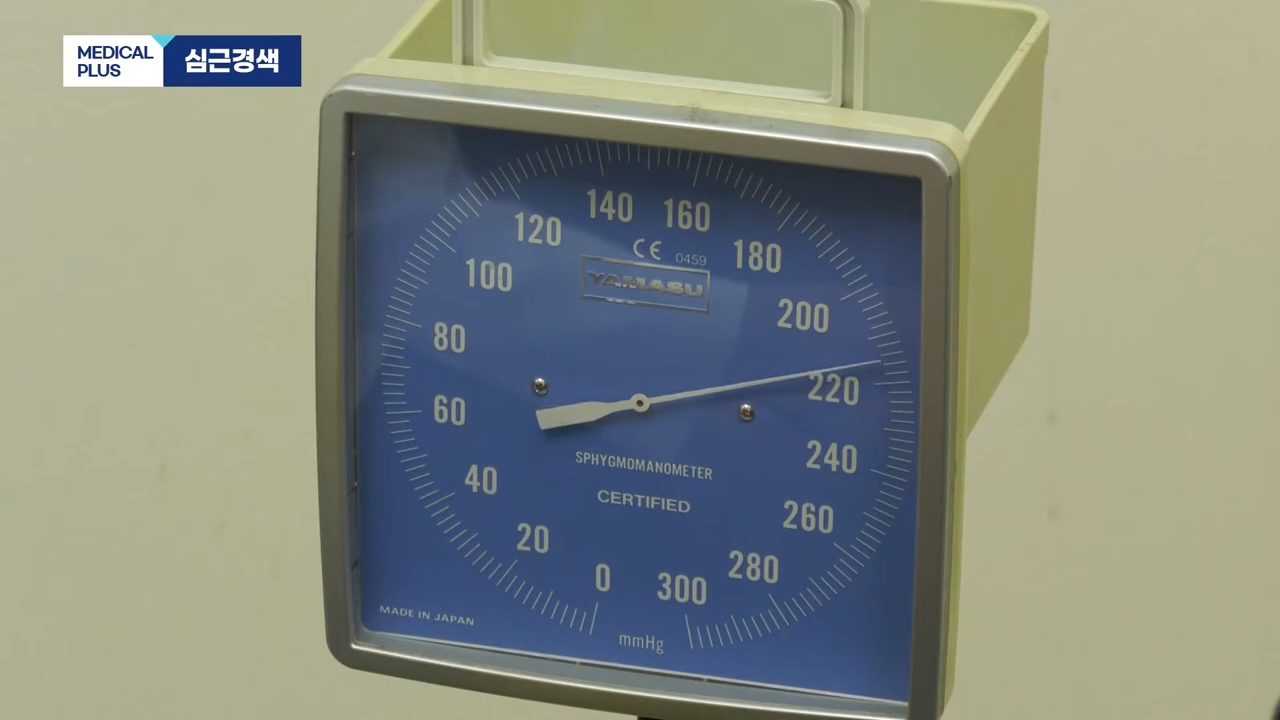 MEDICAL
PLUS
심근경색
140 160
120 180
CE 0459
YAMASU
100
200
80
220
60
240
SPHYGMOMANOMETER
40
CERTIFIED
260
20
280
0 300
MADE IN JAPAN
mmHg